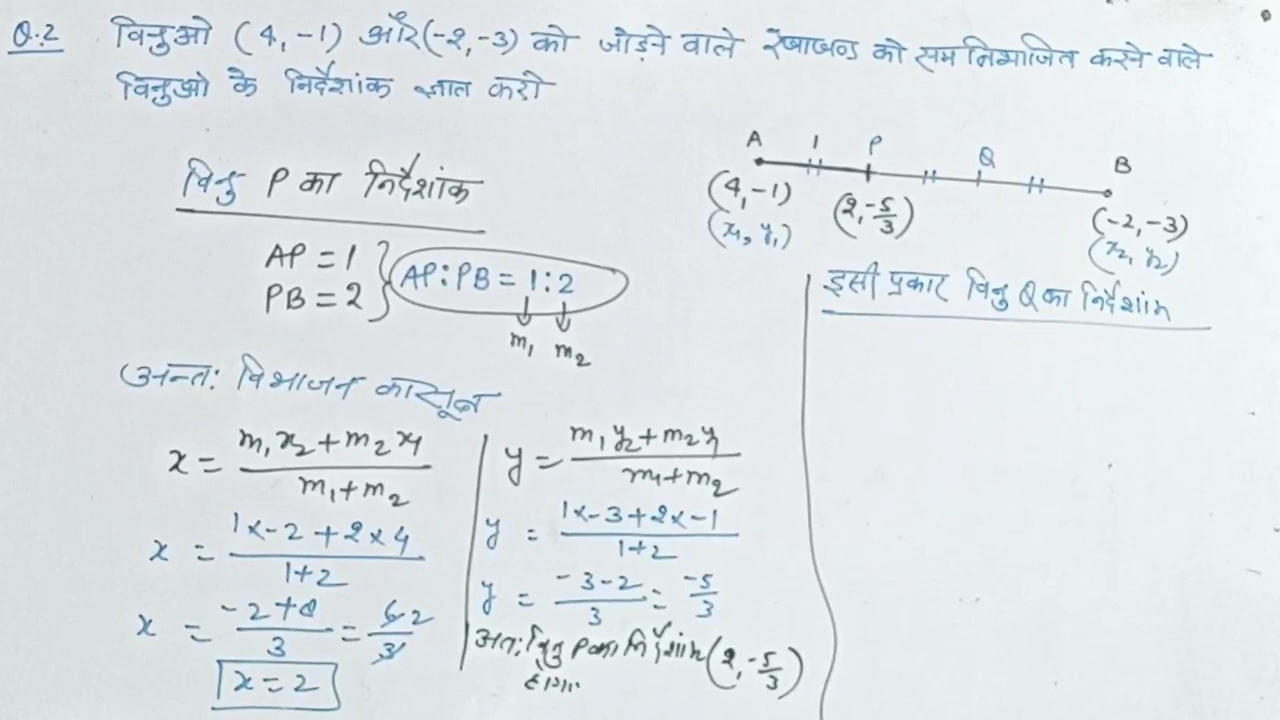 Q.2 विन्दुओ (4, -1) और (-2, -3) को जोड़ने वाले रेखाखण्ड को सम त्रिभाजित करने वाले
विन्दुओ के निर्देशांक ज्ञात करो
A 1 P Q B
(4, -1) (2, -5/3) (-2, -3)
(x₁, y₁) (x₂, y₂)
विन्दु P का निर्देशांक
AP = 1
PB = 2
AP : PB = 1 : 2
m₁ m₂
अन्त: विभाजन का सूत्र
x = (m₁x₂ + m₂x₁)/(m₁ + m₂)
x = (1×-2 + 2×4)/(1+2)
x = (-2+8)/3 = 6/3 2
x = 2
y = (m₁y₂ + m₂y₁)/(m₁ + m₂)
y = (1×-3 + 2×-1)/(1+2)
y = (-3-2)/3 = -5/3
अत: विन्दु P का निर्देशांक (2, -5/3)
होगा
इसी प्रकार विन्दु Q का निर्देशांक